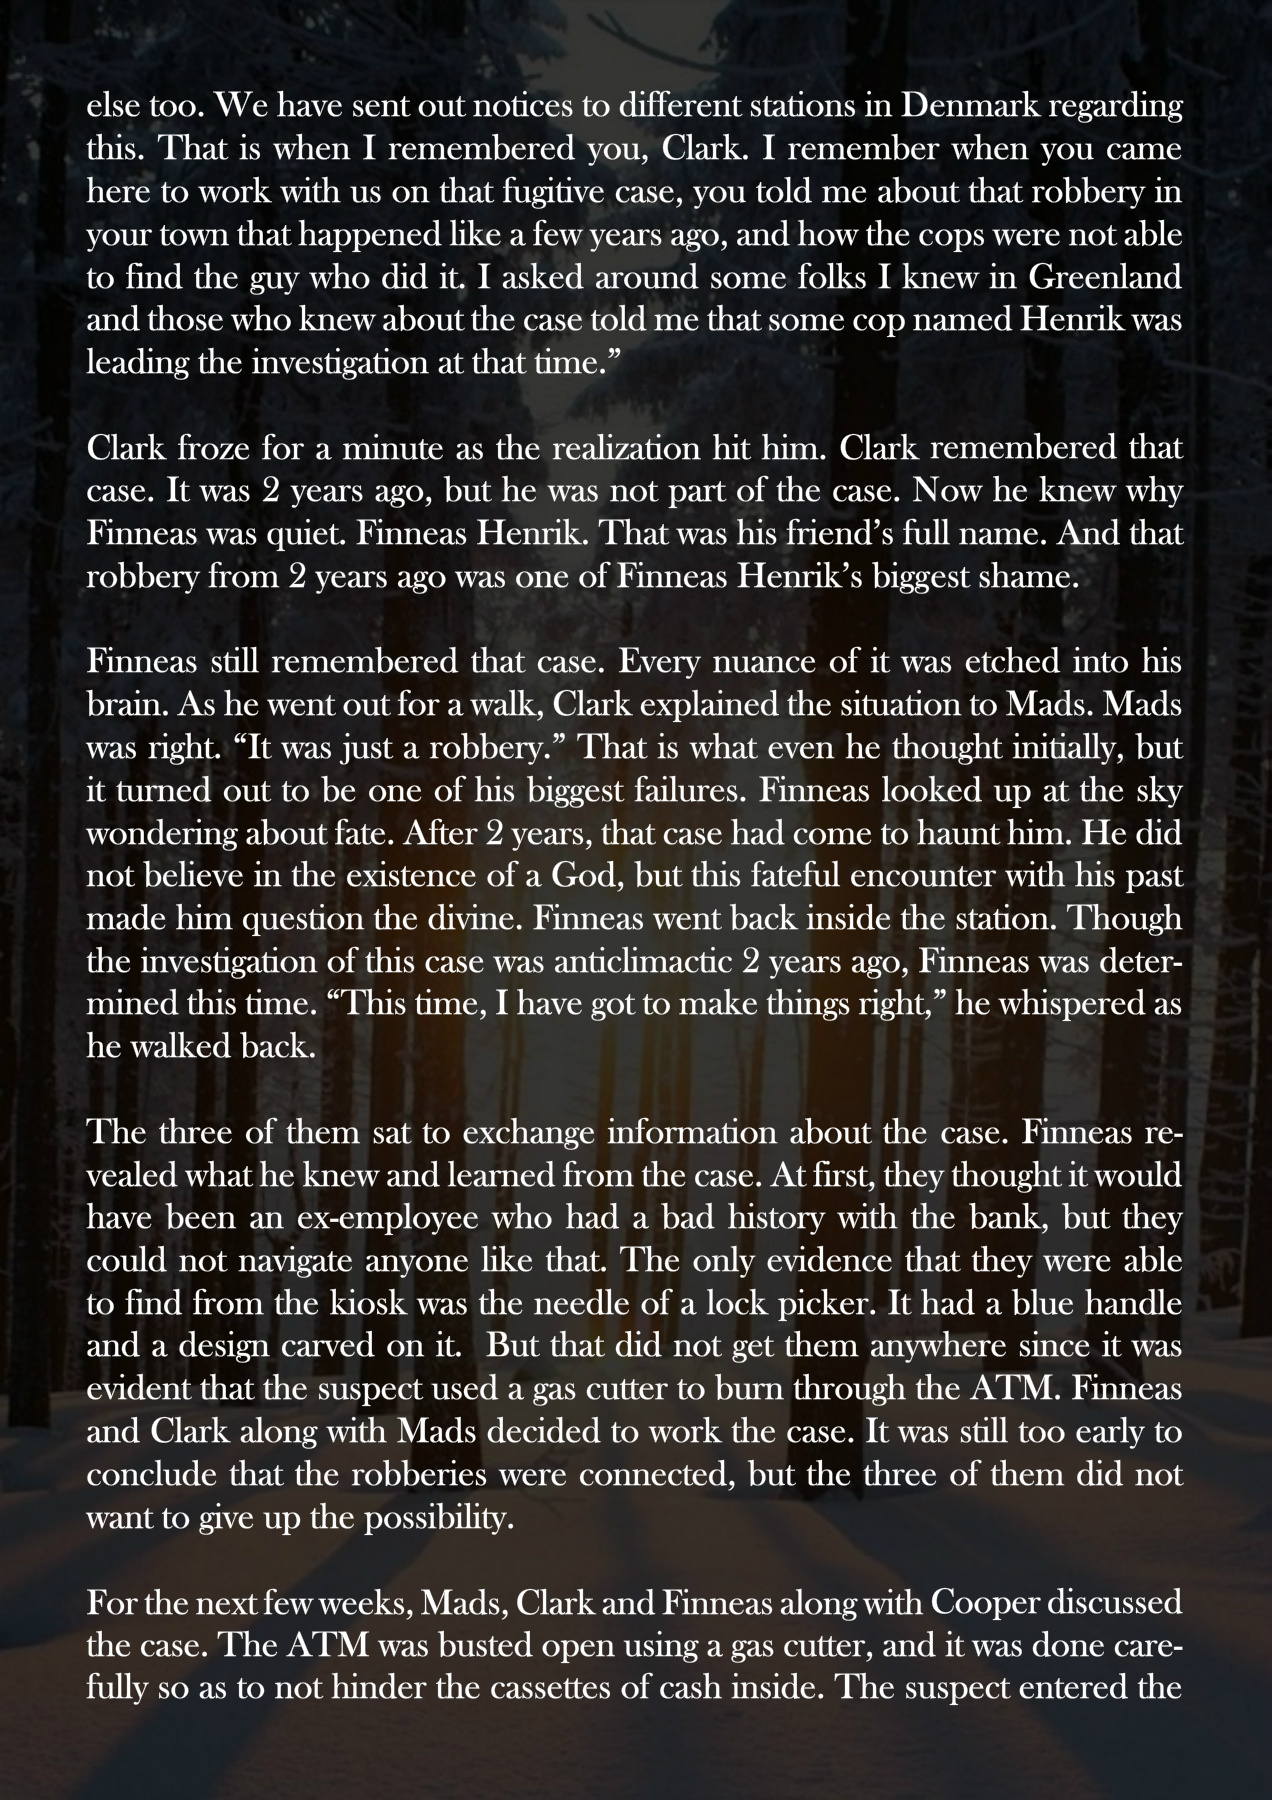 else too. We have sent out notices to different stations in Denmark regarding
this. That is when I remembered you, Clark. I remember when you came
here to work with us on that fugitive case, you told me about that robbery in
your town that happened like a few years ago, and how the cops were not able
to find the guy who did it. I asked around some folks I knew in Greenland
and those who knew about the case told me that some cop named Henrik was
leading the investigation at that time.”
Clark froze for a minute as the realization hit him. Clark remembered that
case. It was 2 years ago, but he was not part of the case. Now he knew why
Finneas was quiet. Finneas Henrik. That was his friend’s full name. And that
robbery from 2 years ago was one of Finneas Henrik’s biggest shame.
Finneas still remembered that case. Every nuance of it was etched into his
brain. As he went out for a walk, Clark explained the situation to Mads. Mads
was right. “It was just a robbery.” That is what even he thought initially, but
it turned out to be one of his biggest failures. Finneas looked up at the sky
wondering about fate. After 2 years, that case had come to haunt him. He did
not believe in the existence of a God, but this fateful encounter with his past
made him question the divine. Finneas went back inside the station. Though
the investigation of this case was anticlimactic 2 years ago, Finneas was deter-
mined this time. “This time, I have got to make things right,” he whispered as
he walked back.
The three of them sat to exchange information about the case. Finneas re-
vealed what he knew and learned from the case. At first, they thought it would
have been an ex-employee who had a bad history with the bank, but they
could not navigate anyone like that. The only evidence that they were able
to find from the kiosk was the needle of a lock picker. It had a blue handle
and a design carved on it.  But that did not get them anywhere since it was
evident that the suspect used a gas cutter to burn through the ATM. Finneas
and Clark along with Mads decided to work the case. It was still too early to
conclude that the robberies were connected, but the three of them did not
want to give up the possibility.
For the next few weeks, Mads, Clark and Finneas along with Cooper discussed
the case. The ATM was busted open using a gas cutter, and it was done care-
fully so as to not hinder the cassettes of cash inside. The suspect entered the